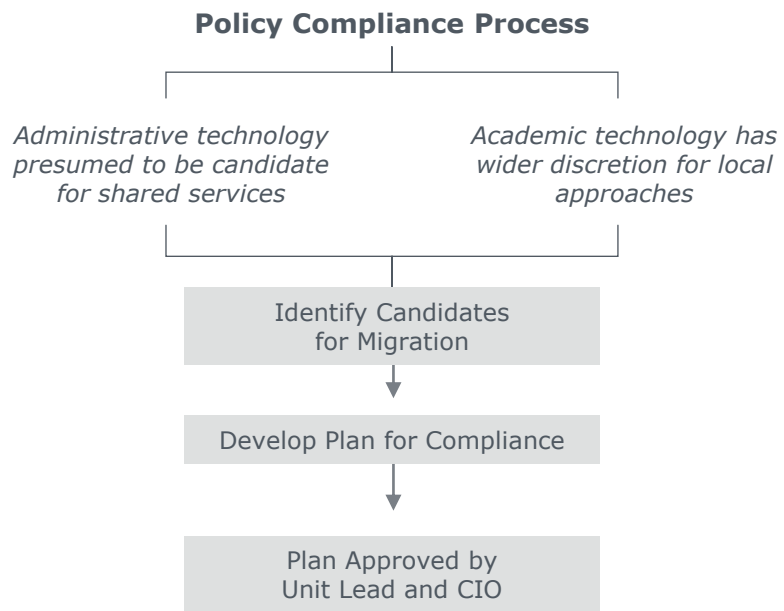 Policy Compliance Process
Administrative technology
presumed to be candidate
for shared services
Academic technology has
wider discretion for local
approaches
Identify Candidates
for Migration
Develop Plan for Compliance
Plan Approved by
Unit Lead and CIO